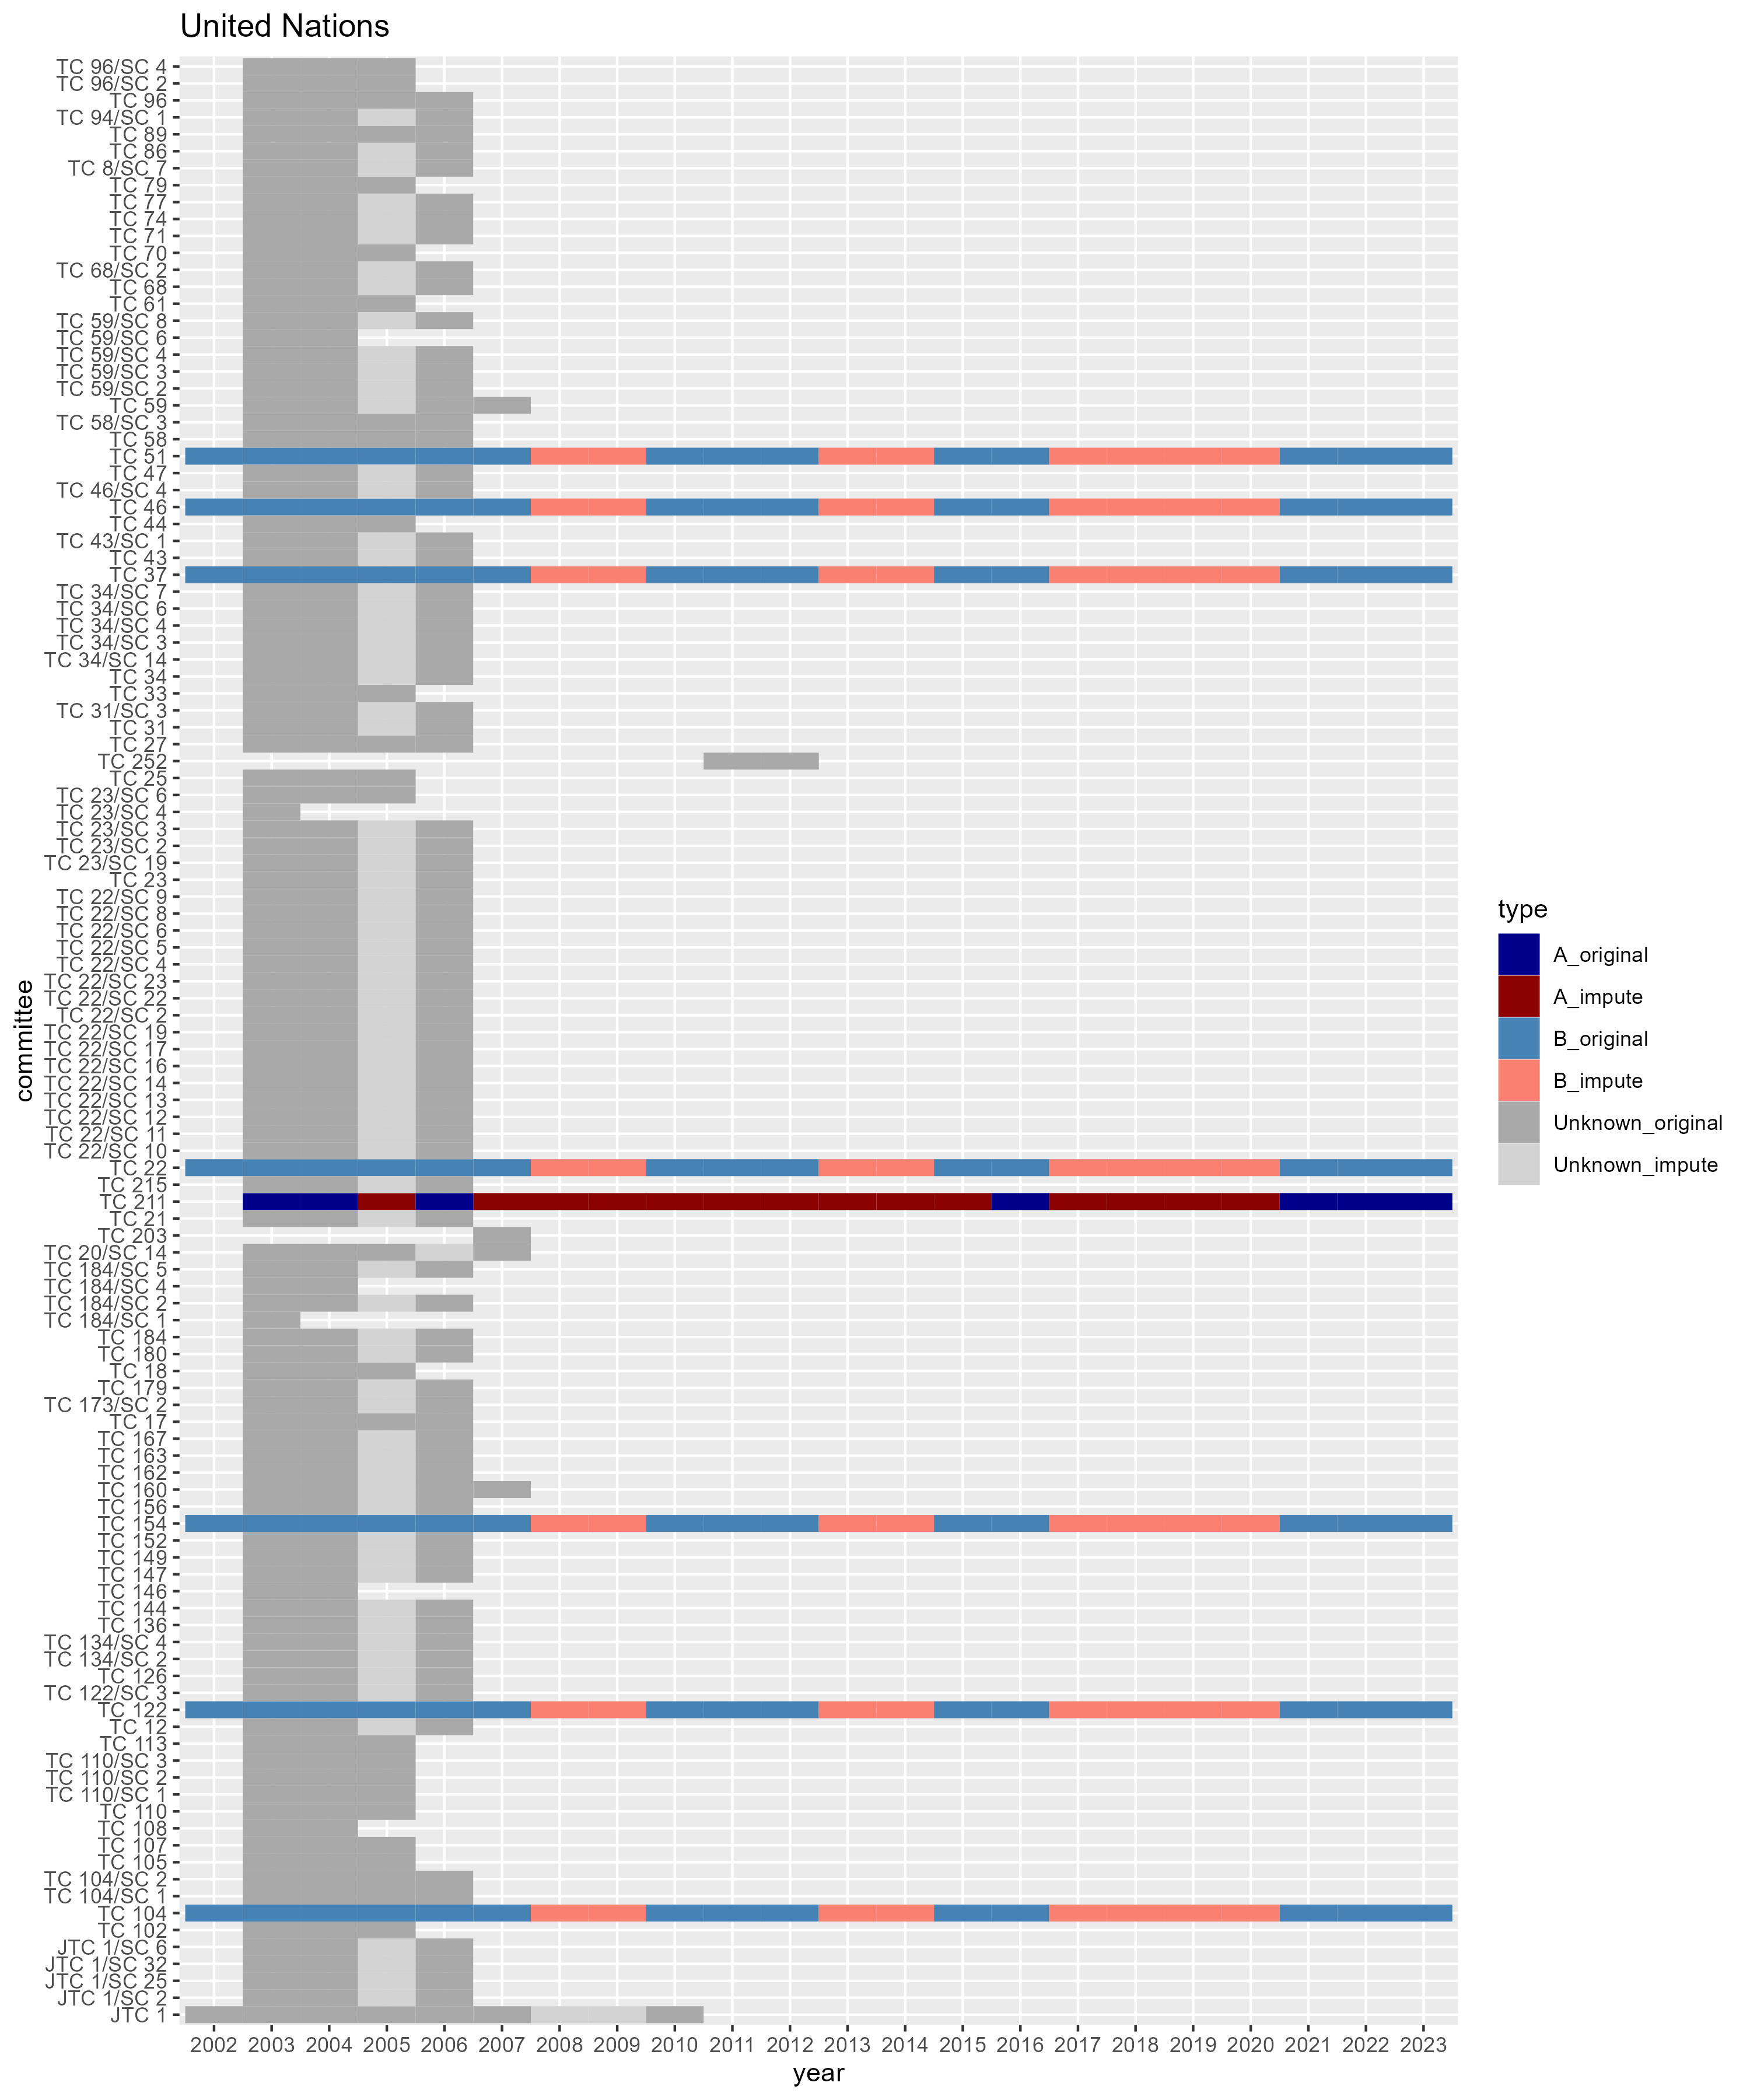 United Nations
TC 96/SC 4
TC 96/SC 2
TC 96
TC 94/SC 1
TC 89
TC 86
TC 8/SC 7
TC 79
TC 77
TC 74
TC 71
TC 70
TC 68/SC 2
TC 68
TC 61
TC 59/SC 8
TC 59/SC 6
TC 59/SC 4
TC 59/SC 3
TC 59/SC 2
TC 59
TC 58/SC 3
TC 58
TC 51
TC 47
TC 46/SC 4
TC 46
TC 44
TC 43/SC 1
TC 43
TC 37
TC 34/SC 7
TC 34/SC 6
TC 34/SC 4
TC 34/SC 3
TC 34/SC 14
TC 34
TC 33
TC 31/SC 3
TC 31
TC 27
TC 252
TC 25
TC 23/SC 6
TC 23/SC 4
TC 23/SC 3
TC 23/SC 2
TC 23/SC 19
TC 23
TC 22/SC 9
TC 22/SC 8
TC 22/SC 6
TC 22/SC 5
TC 22/SC 4
TC 22/SC 23
TC 22/SC 22
TC 22/SC 2
TC 22/SC 19
TC 22/SC 17
TC 22/SC 16
TC 22/SC 14
TC 22/SC 13
TC 22/SC 12
TC 22/SC 11
TC 22/SC 10
TC 22
TC 215
TC 211
TC 21
TC 203
TC 20/SC 14
TC 184/SC 5
TC 184/SC 4
TC 184/SC 2
TC 184/SC 1
TC 184
TC 180
TC 18
TC 179
TC 173/SC 2
TC 17
TC 167
TC 163
TC 162
TC 160
TC 156
TC 154
TC 152
TC 149
TC 147
TC 146
TC 144
TC 136
TC 134/SC 4
TC 134/SC 2
TC 126
TC 122/SC 3
TC 122
TC 12
TC 113
TC 110/SC 3
TC 110/SC 2
TC 110/SC 1
TC 110
TC 108
TC 107
TC 105
TC 104/SC 2
TC 104/SC 1
TC 104
TC 102
JTC 1/SC 6
JTC 1/SC 32
JTC 1/SC 25
JTC 1/SC 2
JTC 1
committee
2002 2003 2004 2005 2006 2007 2008 2009 2010 2011 2012 2013 2014 2015 2016 2017 2018 2019 2020 2021 2022 2023
year
type
A_original
A_impute
B_original
B_impute
Unknown_original
Unknown_impute